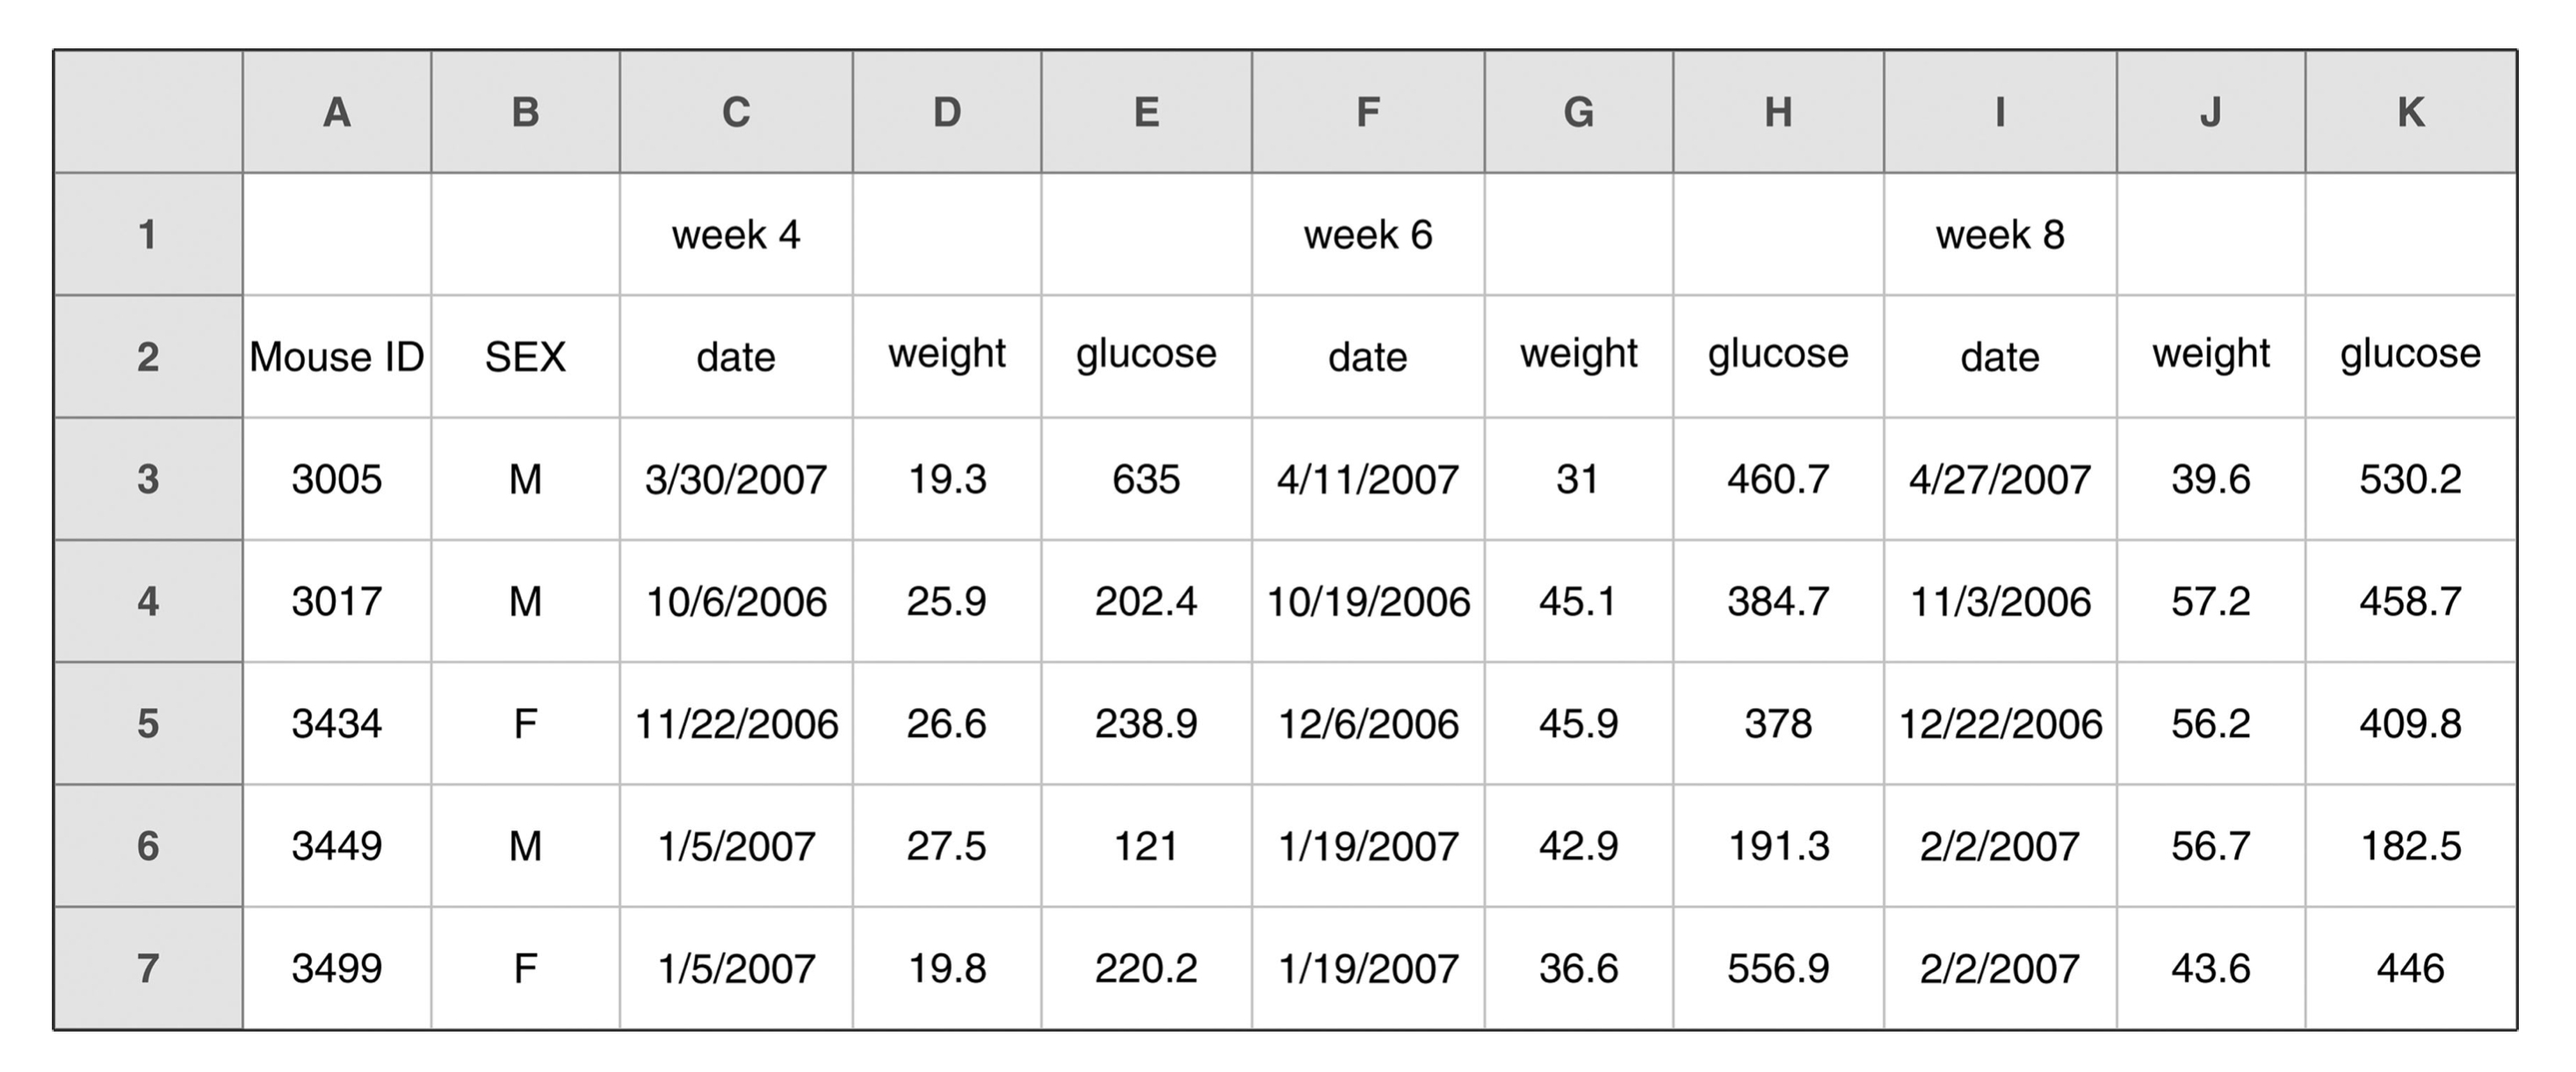 A B C D E F G H I J K
1 week 4 week 6 week 8
2 Mouse ID SEX date weight glucose date weight glucose date weight glucose
3 3005 M 3/30/2007 19.3 635 4/11/2007 31 460.7 4/27/2007 39.6 530.2
4 3017 M 10/6/2006 25.9 202.4 10/19/2006 45.1 384.7 11/3/2006 57.2 458.7
5 3434 F 11/22/2006 26.6 238.9 12/6/2006 45.9 378 12/22/2006 56.2 409.8
6 3449 M 1/5/2007 27.5 121 1/19/2007 42.9 191.3 2/2/2007 56.7 182.5
7 3499 F 1/5/2007 19.8 220.2 1/19/2007 36.6 556.9 2/2/2007 43.6 446